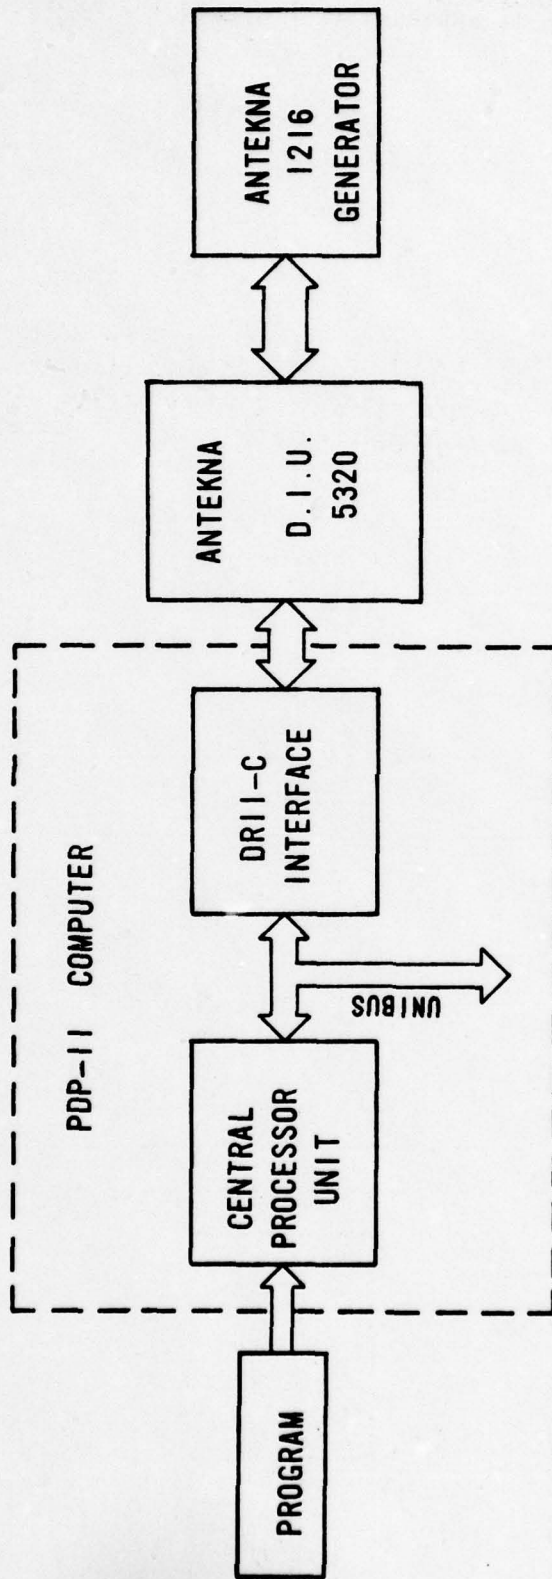 PDP-11 COMPUTER
PROGRAM
CENTRAL
PROCESSOR
UNIT
UNIBUS
DR11-C
INTERFACE
ANTEKNA
D.I.U.
5320
ANTEKNA
1216
GENERATOR